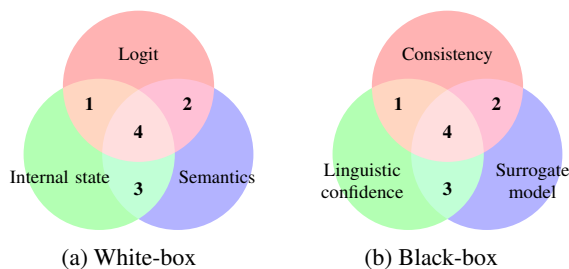 Logit
1
2
4
Internal state
Semantics
3
(a) White-box
Consistency
1
2
4
Linguistic
confidence
Surrogate
model
3
(b) Black-box